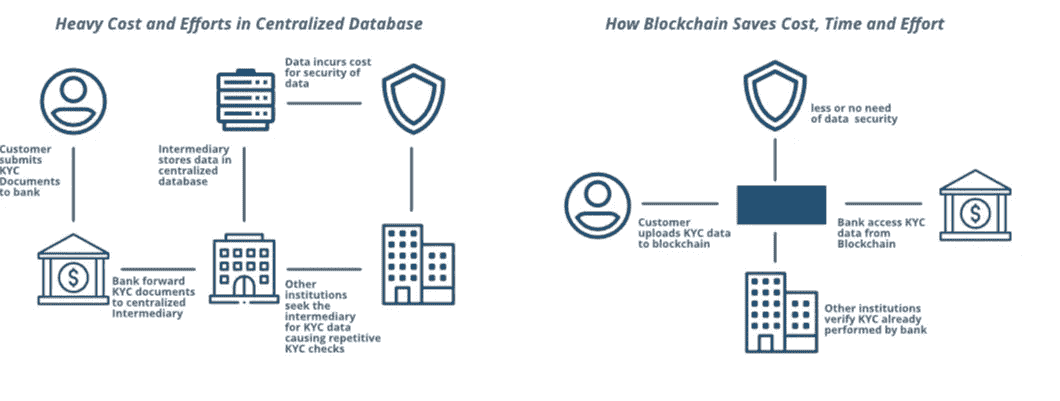 Heavy Cost and Efforts in Centralized Database
Data incurs cost
for security of
data
Customer
submits
KYC
Documents
to bank
Intermediary
stores data in
centralized
database
Bank forward
KYC documents
to centralized
Intermediary
Other
institutions
seek the
intermediary
for KYC data
causing repetitive
KYC checks
How Blockchain Saves Cost, Time and Effort
less or no need
of data security
Customer
uploads KYC data
to blockchain
Bank access KYC
data from
Blockchain
Other institutions
verify KYC already
performed by bank